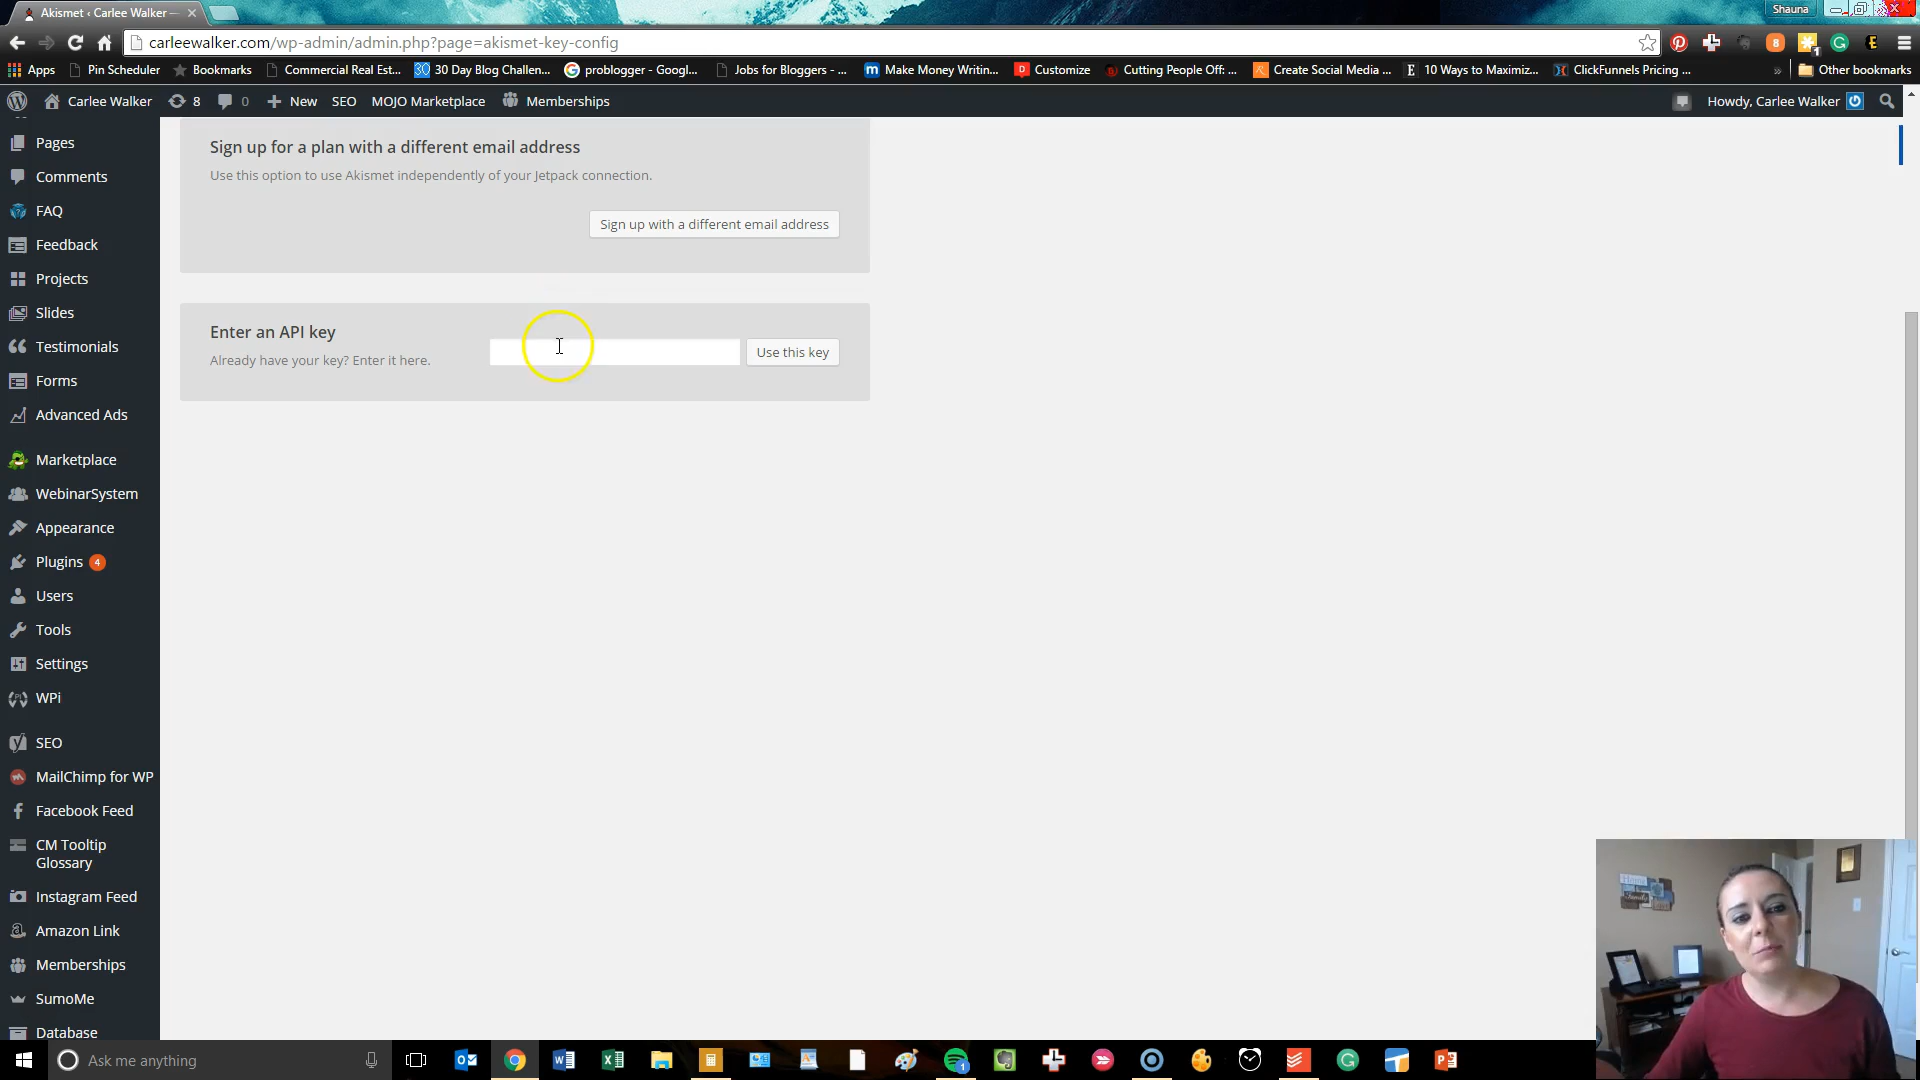 Akismet ‹ Carlee Walker —
Shauna
carleewalker.com/wp-admin/admin.php?page=akismet-key-config
8
1
Apps
Pin Scheduler
Bookmarks
Commercial Real Est...
30 Day Blog Challen...
problogger - Googl...
Jobs for Bloggers - ...
Make Money Writin...
Customize
Cutting People Off: ...
Create Social Media ...
10 Ways to Maximiz...
ClickFunnels Pricing ...
»
Other bookmarks
Carlee Walker
8
0
New
SEO
MOJO Marketplace
Memberships
Howdy, Carlee Walker
Pages
Comments
FAQ
Feedback
Projects
Slides
Testimonials
Forms
Advanced Ads
Marketplace
WebinarSystem
Appearance
Plugins 4
Users
Tools
Settings
WPi
SEO
MailChimp for WP
Facebook Feed
CM Tooltip
Glossary
Instagram Feed
Amazon Link
Memberships
SumoMe
Database
Sign up for a plan with a different email address
Use this option to use Akismet independently of your Jetpack connection.
Sign up with a different email address
Enter an API key
Already have your key? Enter it here.
Use this key
Ask me anything
1